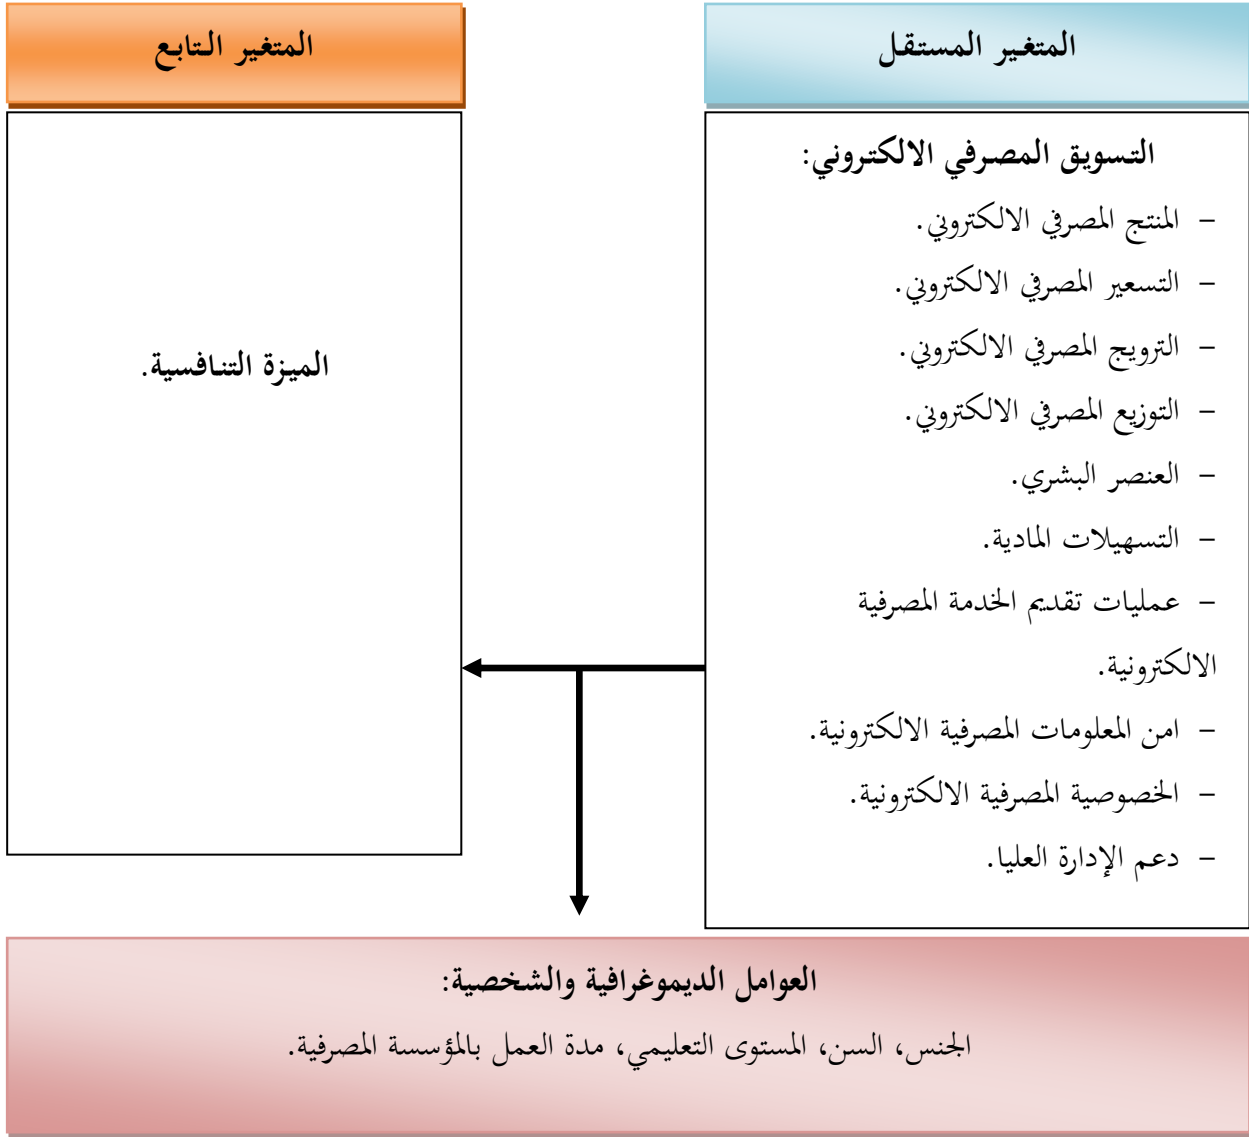 المتغير المستقل
المتغير التابع
التسويق المصرفي الالكتروني:
– المنتج المصرفي الالكتروني.
– التسعير المصرفي الالكتروني.
– الترويج المصرفي الالكتروني.
– التوزيع المصرفي الالكتروني.
– العنصر البشري.
– التسهيلات المادية.
– عمليات تقديم الخدمة المصرفية
الالكترونية.
– امن المعلومات المصرفية الالكترونية.
– الخصوصية المصرفية الالكترونية.
– دعم الإدارة العليا.
الميزة التنافسية.
العوامل الديموغرافية والشخصية:
الجنس، السن، المستوى التعليمي، مدة العمل بالمؤسسة المصرفية.